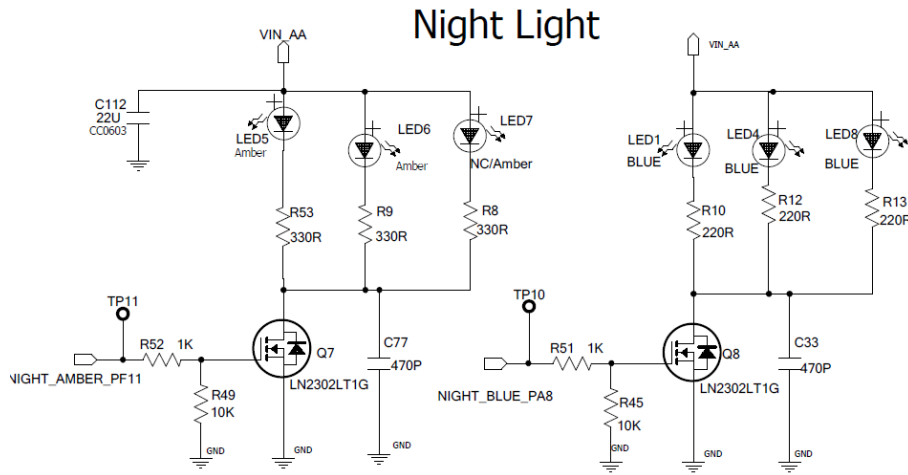 Night Light
VIN_AA
C112
22U
CC0603
LED5
Amber
LED6
Amber
LED7
NC/Amber
R53
330R
R9
330R
R8
330R
TP11
R52 1K
NIGHT_AMBER_PF11
R49
10K
GND
Q7
LN2302LT1G
GND
C77
470P
GND
VIN_AA
LED1
BLUE
LED4
BLUE
LED8
BLUE
R10
220R
R12
220R
R13
220R
TP10
R51 1K
NIGHT_BLUE_PA8
R45
10K
GND
Q8
LN2302LT1G
GND
C33
470P
GND